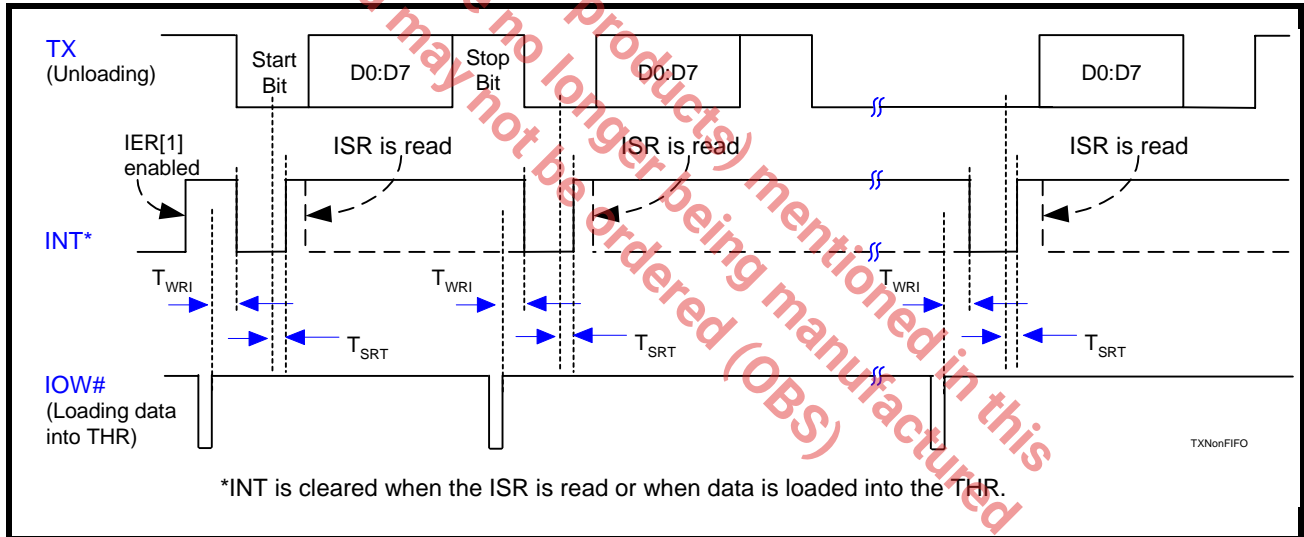 TX
(Unloading)
Start
Bit
D0:D7
Stop
Bit
D0:D7
D0:D7
IER[1]
enabled
ISR is read
ISR is read
ISR is read
INT*
TWRI
TWRI
TWRI
TSRT
TSRT
TSRT
IOW#
(Loading data
into THR)
TXNonFIFO
*INT is cleared when the ISR is read or when data is loaded into the THR.
products) mentioned in this
no longer being manufactured
may not be ordered (OBS)